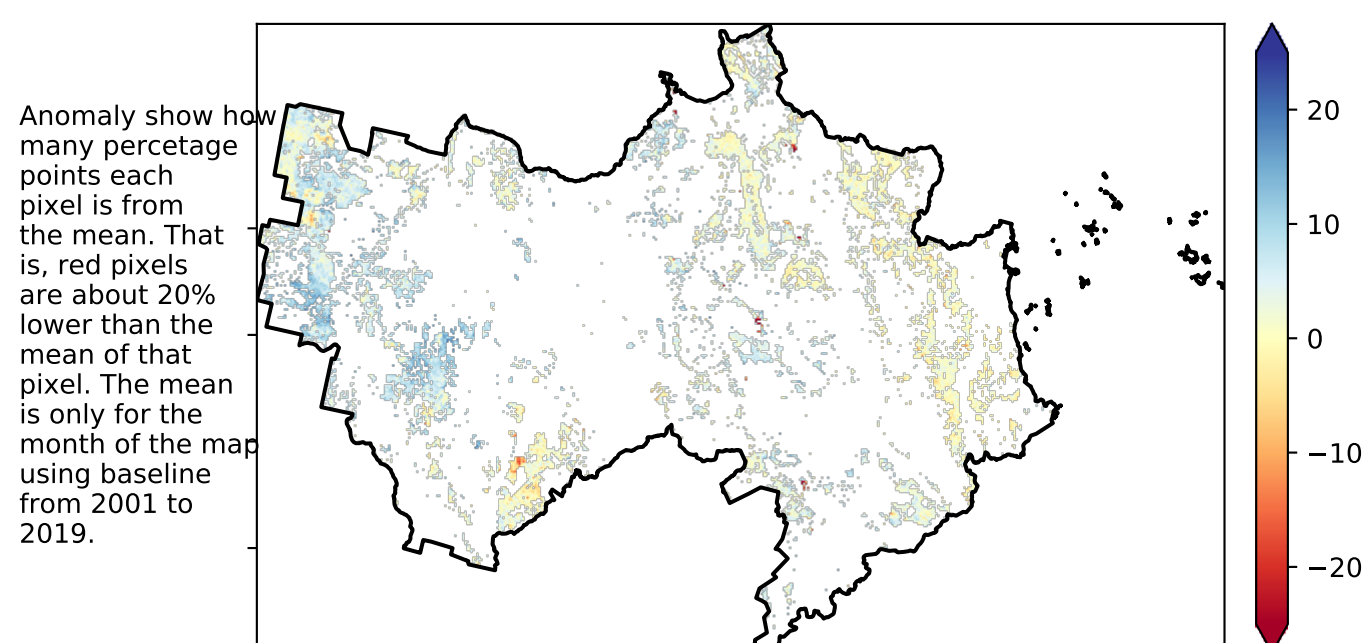 Anomaly show how
many percetage
points each
pixel is from
the mean. That
is, red pixels
are about 20%
lower than the
mean of that
pixel. The mean
is only for the
month of the map
using baseline
from 2001 to
2019.
20
10
0
−10
−20